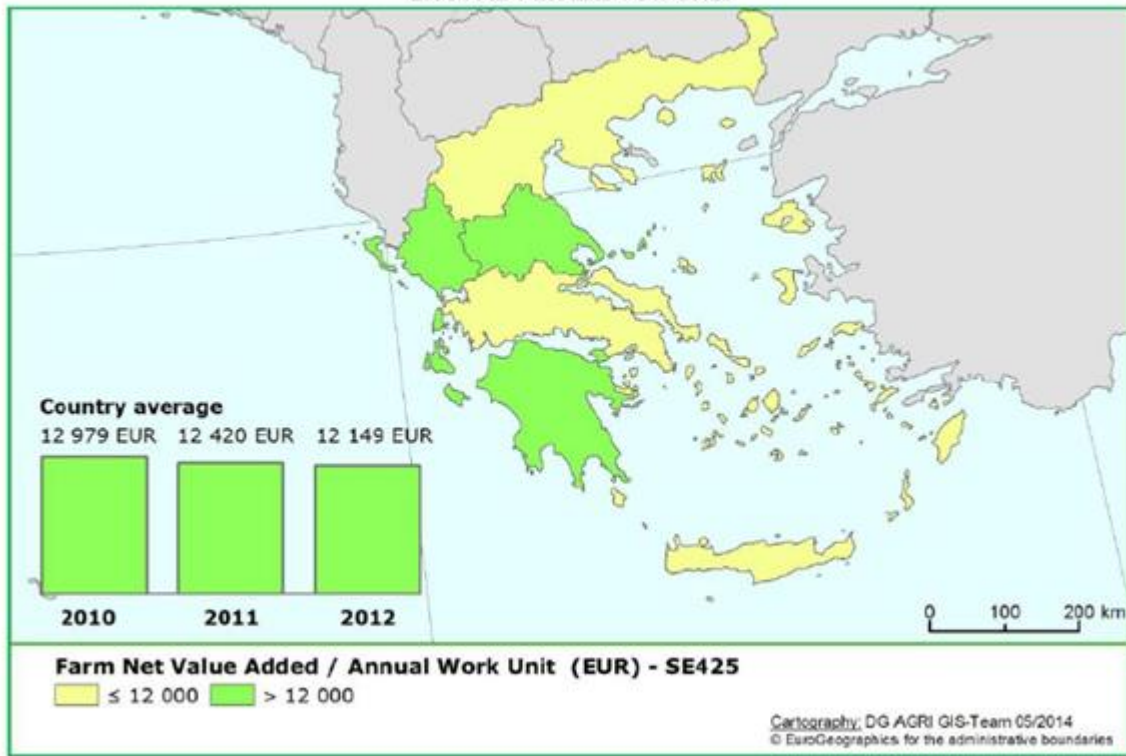 Country average
12 979 EUR 12 420 EUR 12 149 EUR
2010 2011 2012
0 100 200 km
Farm Net Value Added / Annual Work Unit (EUR) - SE425
≤ 12 000 > 12 000
Cartography: DG AGRI GIS-Team 05/2014
© EuroGeographics for the administrative boundaries